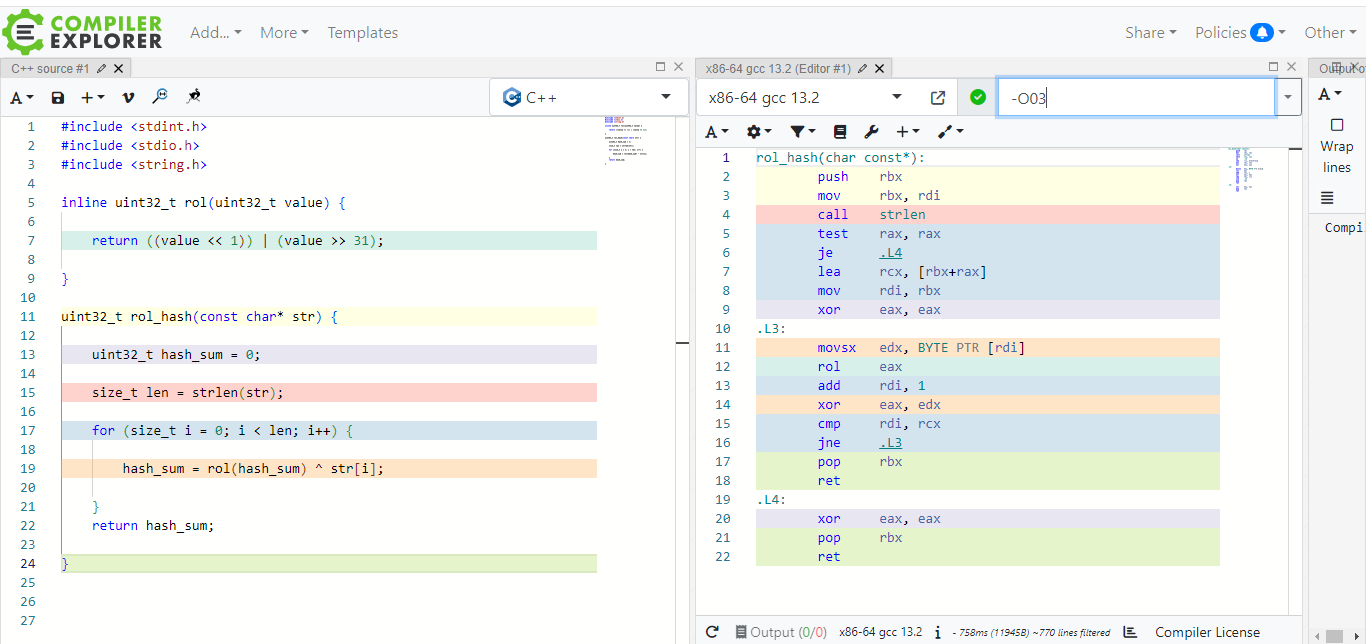 COMPILER
EXPLORER
Add... More Templates
Share Policies Other
C++ source #1
A
C++
1 #include <stdint.h>
2 #include <stdio.h>
3 #include <string.h>
4
5 inline uint32_t rol(uint32_t value) {
6
7 return ((value << 1)) | (value >> 31);
8
9 }
10
11 uint32_t rol_hash(const char* str) {
12
13 uint32_t hash_sum = 0;
14
15 size_t len = strlen(str);
16
17 for (size_t i = 0; i < len; i++) {
18
19 hash_sum = rol(hash_sum) ^ str[i];
20
21 }
22 return hash_sum;
23
24 }
25
26
27
x86-64 gcc 13.2 (Editor #1)
x86-64 gcc 13.2
-O03
A
1 rol_hash(char const*):
2 push rbx
3 mov rbx, rdi
4 call strlen
5 test rax, rax
6 je .L4
7 lea rcx, [rbx+rax]
8 mov rdi, rbx
9 xor eax, eax
10 .L3:
11 movsx edx, BYTE PTR [rdi]
12 rol eax
13 add rdi, 1
14 xor eax, edx
15 cmp rdi, rcx
16 jne .L3
17 pop rbx
18 ret
19 .L4:
20 xor eax, eax
21 pop rbx
22 ret
Output (0/0) x86-64 gcc 13.2 i - 758ms (11945B) ~770 lines filtered Compiler License
A
Wrap
lines
Compi